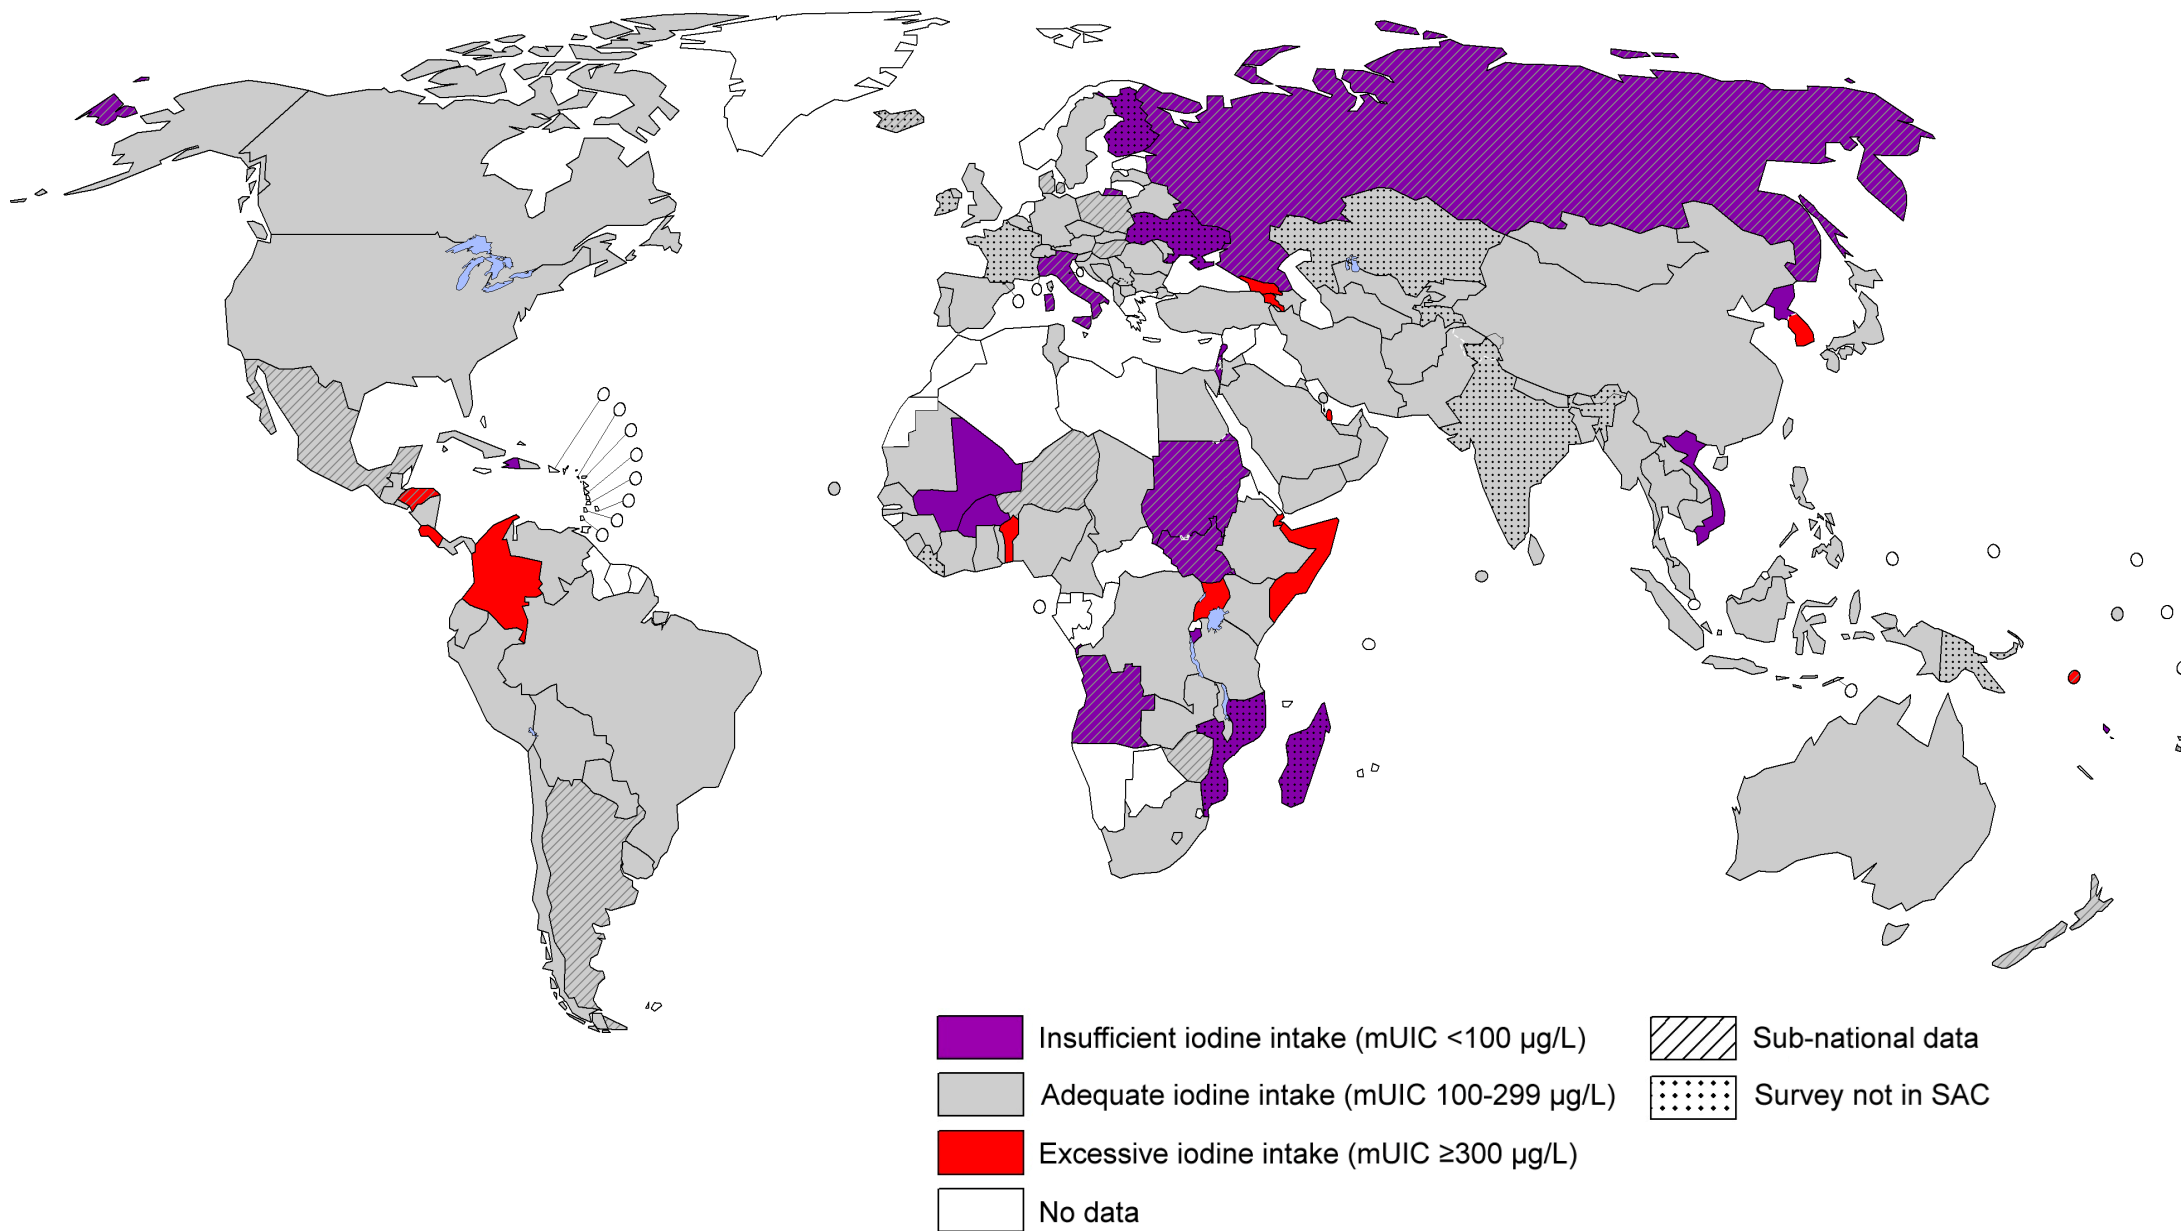 Insufficient iodine intake (mUIC <100 µg/L)
Adequate iodine intake (mUIC 100-299 µg/L)
Excessive iodine intake (mUIC ≥300 µg/L)
No data
Sub-national data
Survey not in SAC